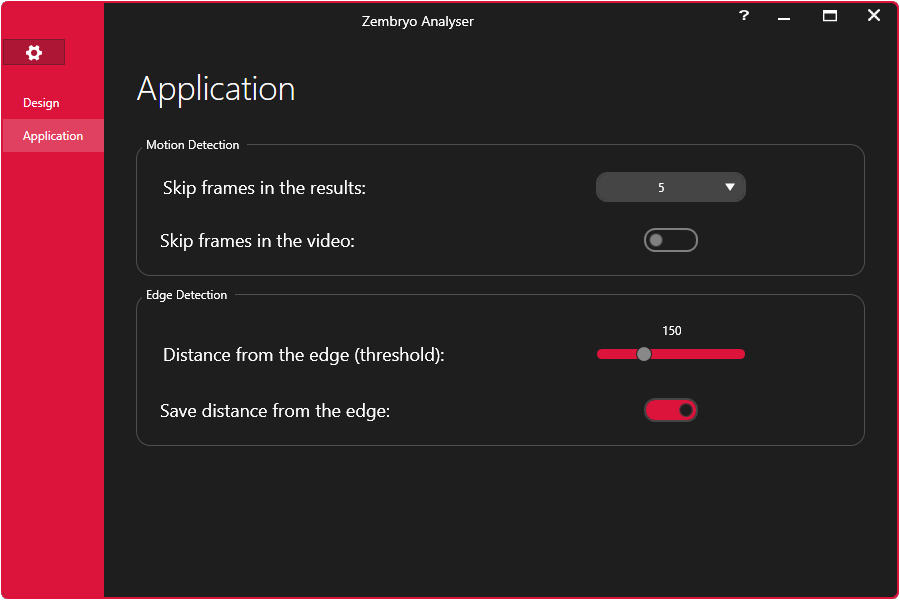 Zembryo Analyser
?
Design
Application
Application
Motion Detection
Skip frames in the results:
5
Skip frames in the video:
Edge Detection
150
Distance from the edge (threshold):
Save distance from the edge: